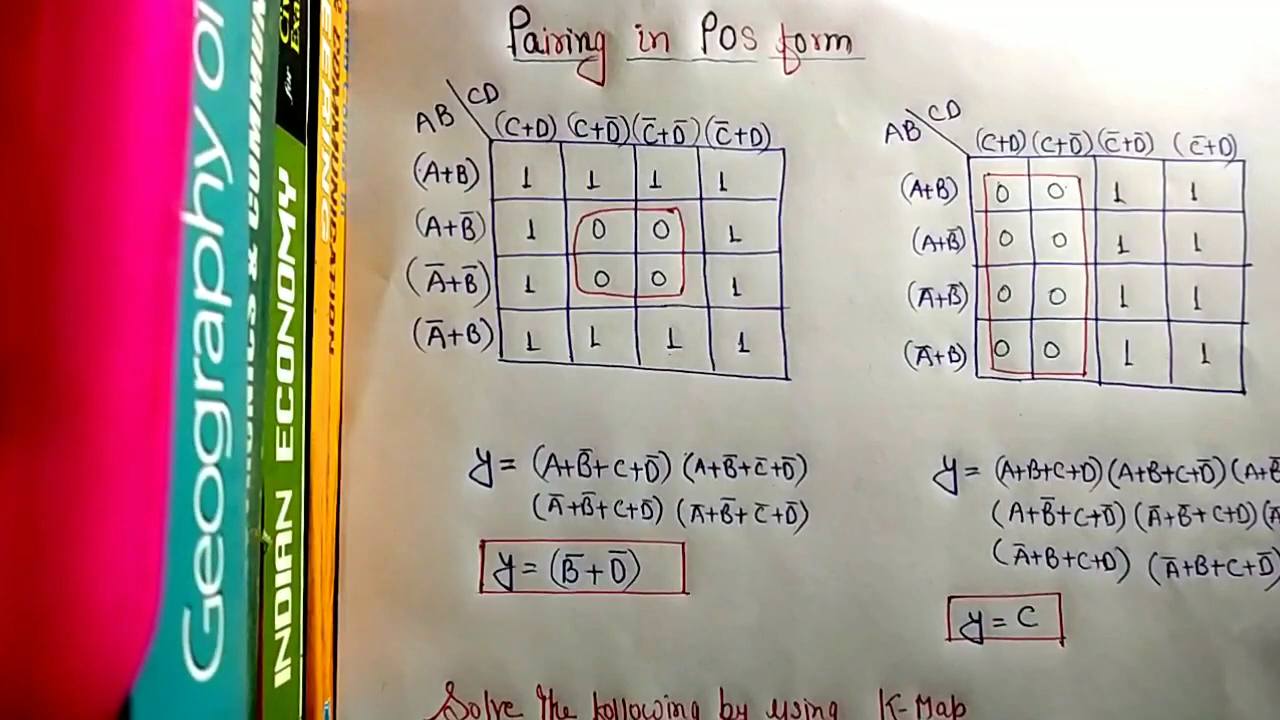 Pairing in POS form
AB \ CD (C+D) (C+D̅) (C̅+D̅) (C̅+D)
(A+B) 1 1 1 1
(A+B̅) 1 0 0 1
(A̅+B̅) 1 0 0 1
(A̅+B) 1 1 1 1
y = (A+B̅+C+D̅) (A+B̅+C̅+D̅)
(A̅+B̅+C+D̅) (A̅+B̅+C̅+D̅)
y = (B̅+D̅)
AB \ CD (C+D) (C+D̅) (C̅+D̅) (C̅+D)
(A+B) 0 0 1 1
(A+B̅) 0 0 1 1
(A̅+B̅) 0 0 1 1
(A̅+B) 0 0 1 1
y = (A+B+C+D) (A+B+C+D̅) (A+B̅
(A+B̅+C+D̅) (A̅+B̅+C+D) (
(A̅+B+C+D) (A̅+B+C+D̅)
y = C
Solve the following by using K-Map
Geography of
INDIAN ECONOMY
for